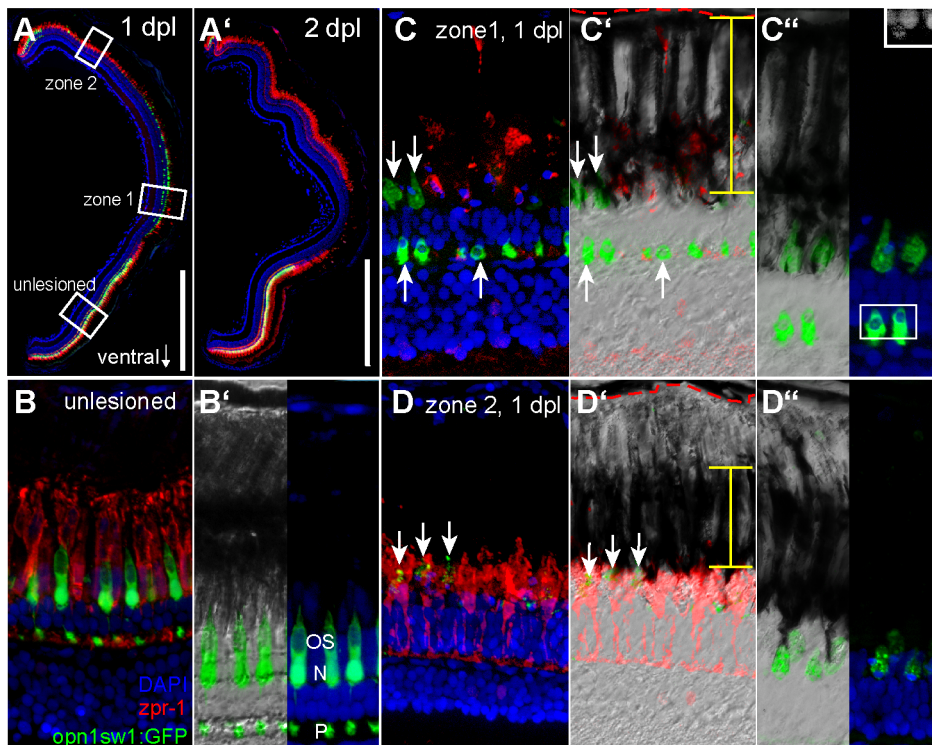 A 1 dpl
zone 2
zone 1
unlesioned
ventral↓
A‘ 2 dpl
C zone1, 1 dpl
C‘
C‘‘
B unlesioned
DAPI
zpr-1
opn1sw1:GFP
B‘
OS
N
P
D zone 2, 1 dpl
D‘
D‘‘